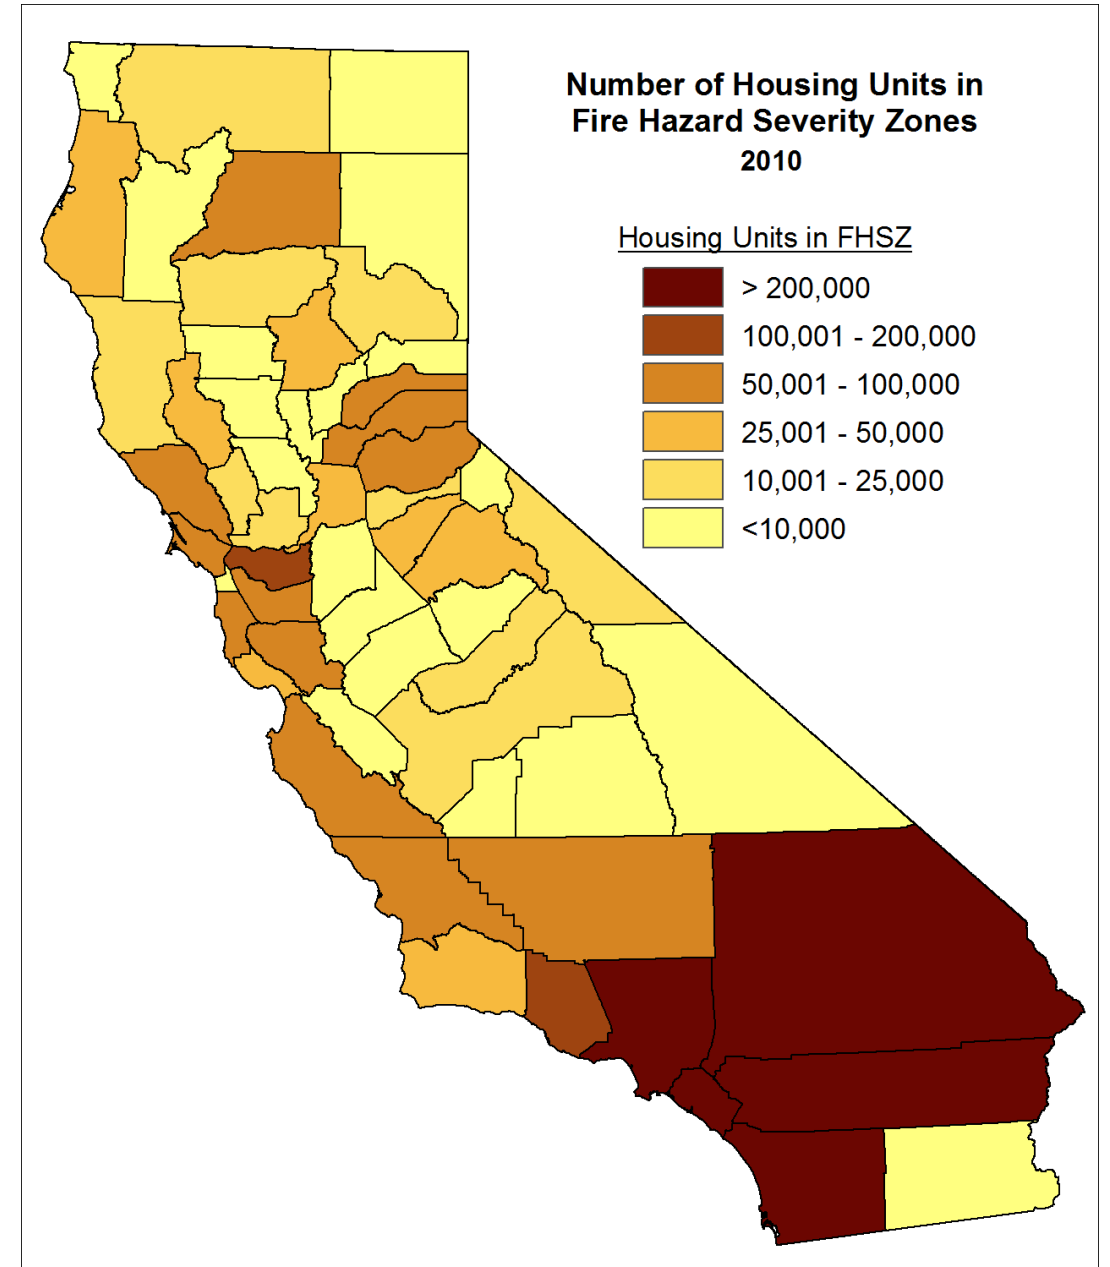 Number of Housing Units in
Fire Hazard Severity Zones
2010
Housing Units in FHSZ
> 200,000
100,001 - 200,000
50,001 - 100,000
25,001 - 50,000
10,001 - 25,000
<10,000